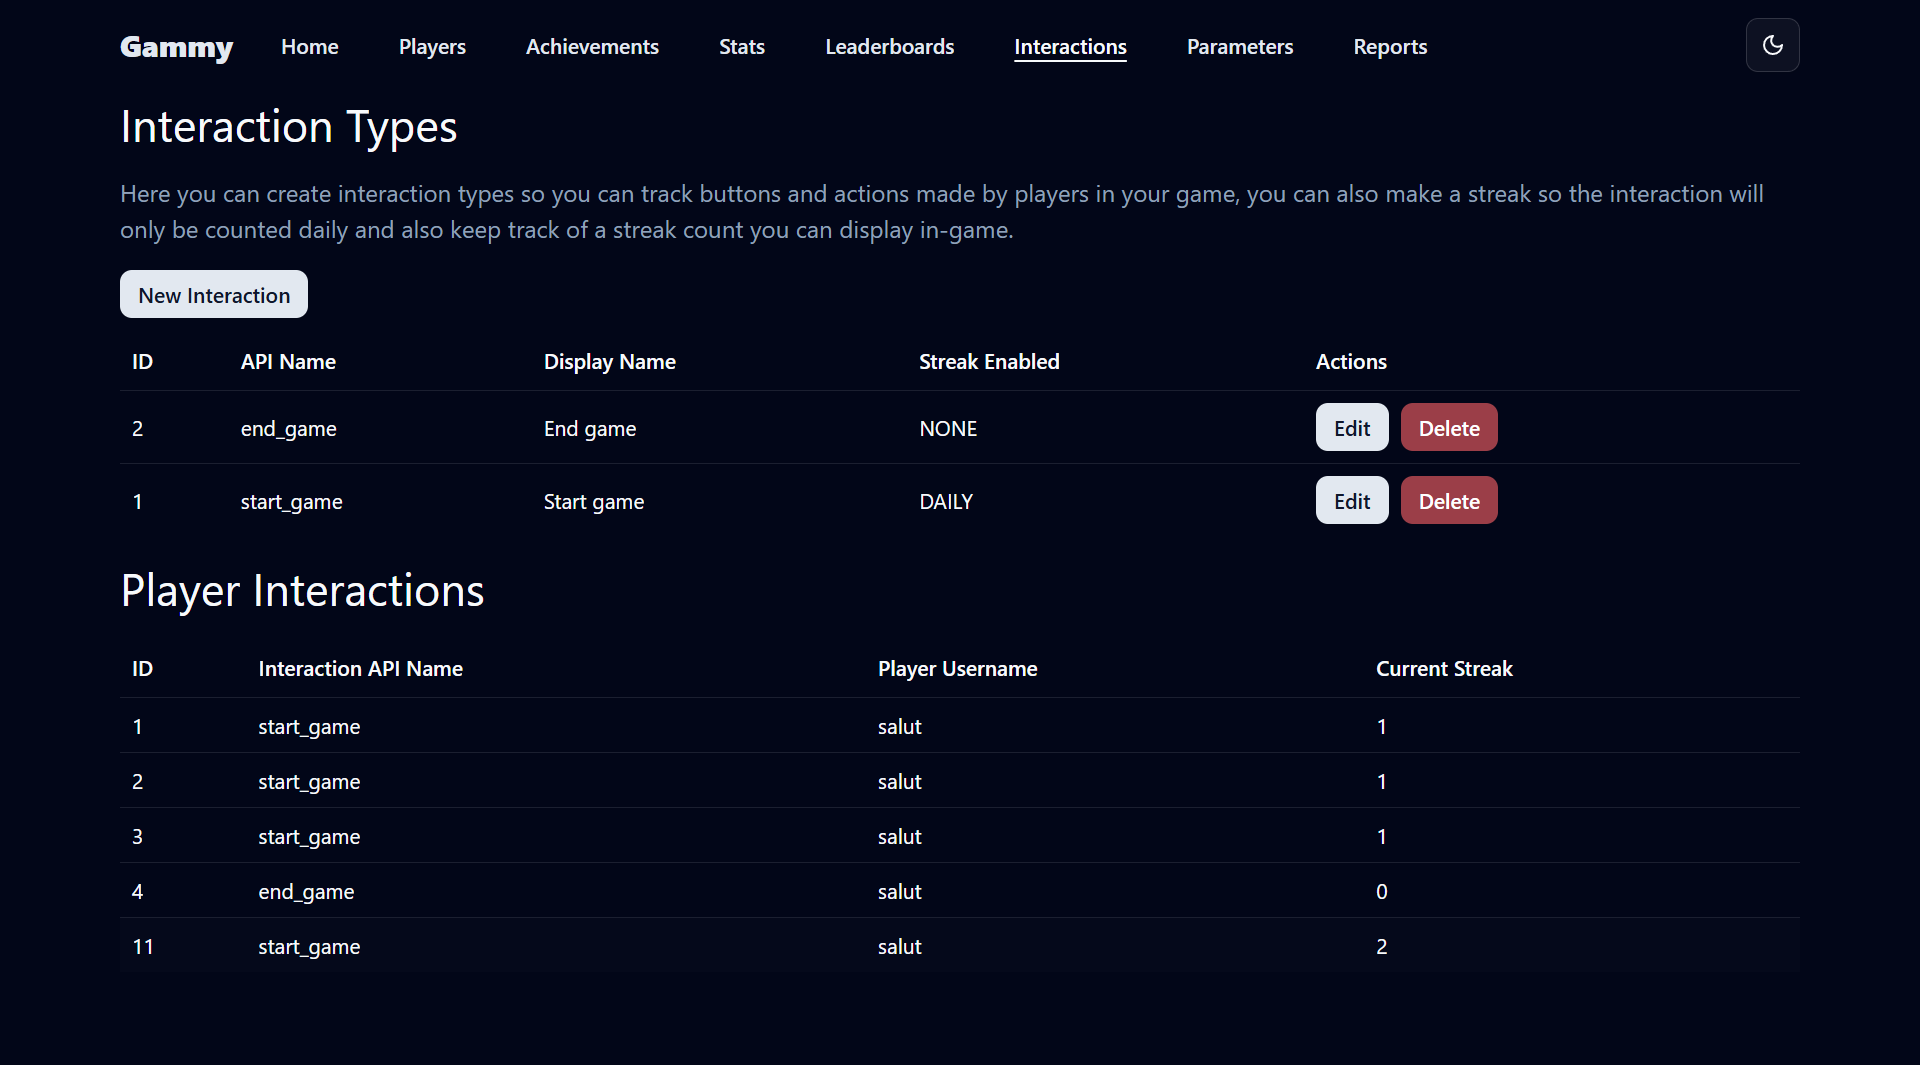 Gammy Home Players Achievements Stats Leaderboards Interactions Parameters Reports
Interaction Types
Here you can create interaction types so you can track buttons and actions made by players in your game, you can also make a streak so the interaction will
only be counted daily and also keep track of a streak count you can display in-game.
New Interaction
ID API Name Display Name Streak Enabled Actions
2 end_game End game NONE Edit Delete
1 start_game Start game DAILY Edit Delete
Player Interactions
ID Interaction API Name Player Username Current Streak
1 start_game salut 1
2 start_game salut 1
3 start_game salut 1
4 end_game salut 0
11 start_game salut 2